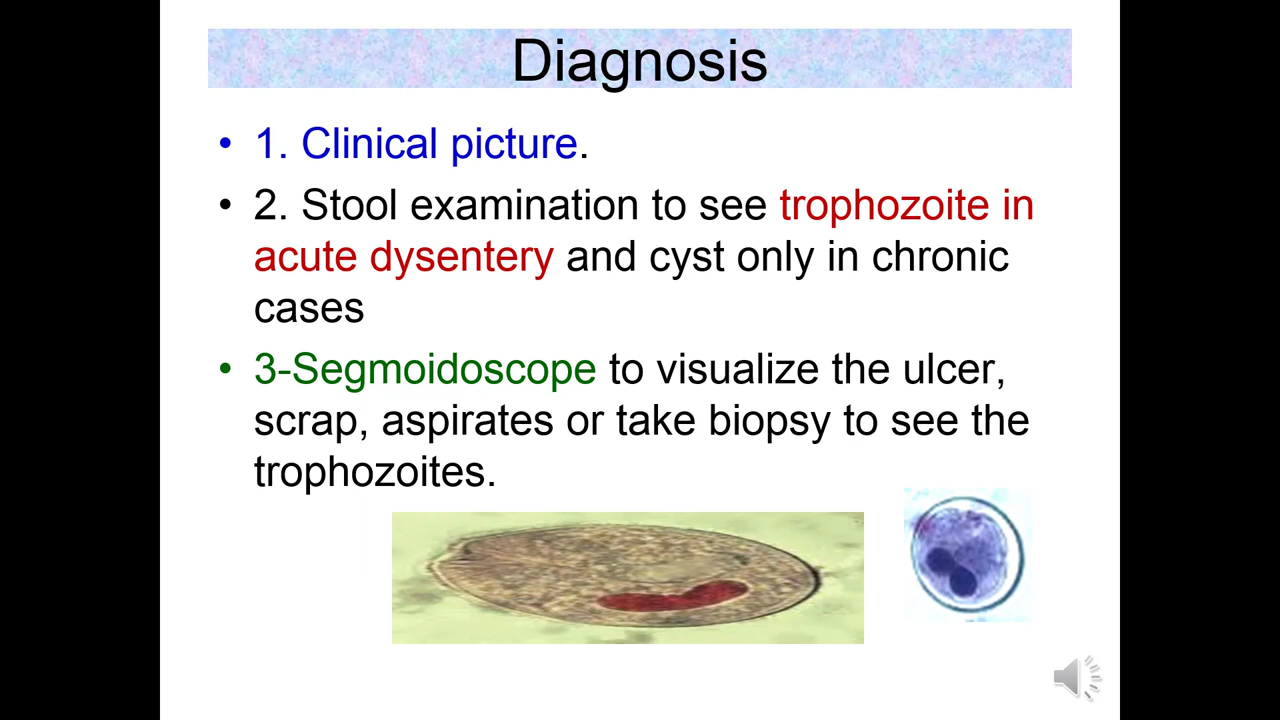 Diagnosis
• 1. Clinical picture.
• 2. Stool examination to see trophozoite in
acute dysentery and cyst only in chronic
cases
• 3-Segmoidoscope to visualize the ulcer,
scrap, aspirates or take biopsy to see the
trophozoites.